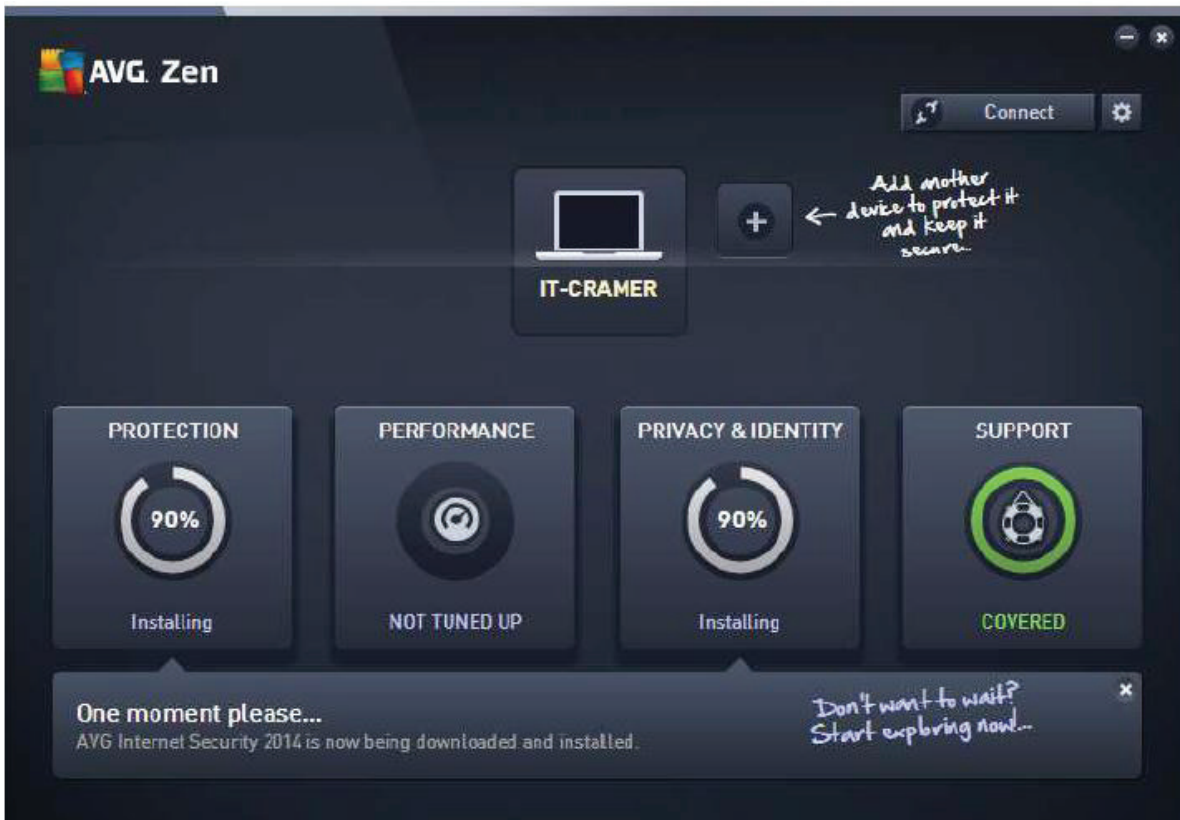 AVG. Zen
Connect
Add another
device to protect it
and keep it
secure...
IT-CRAMER
PROTECTION
90%
Installing
PERFORMANCE
NOT TUNED UP
PRIVACY & IDENTITY
90%
Installing
SUPPORT
COVERED
One moment please...
AVG Internet Security 2014 is now being downloaded and installed.
Don't want to wait?
Start exploring now!...